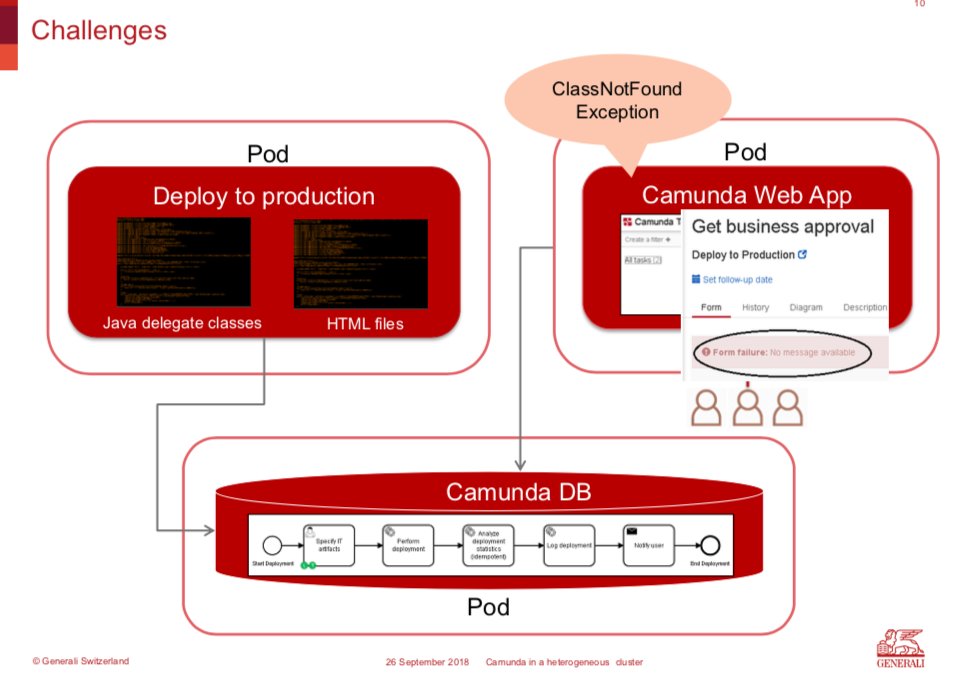 10
Challenges
ClassNotFound
Exception
Pod
Deploy to production
Java delegate classes
HTML files
Pod
Camunda Web App
Camunda T
Create a filter +
All tasks (2)
Get business approval
Deploy to Production
Set follow-up date
Form History Diagram Description
Form failure: No message available
Camunda DB
Start Deployment
Specify IT
artifacts
Perform
deployment
Analyze
deployment
statistics
(idempotent)
Log deployment
Notify user
End Deployment
Pod
© Generali Switzerland
26 September 2018 Camunda in a heterogeneous cluster
GENERALI